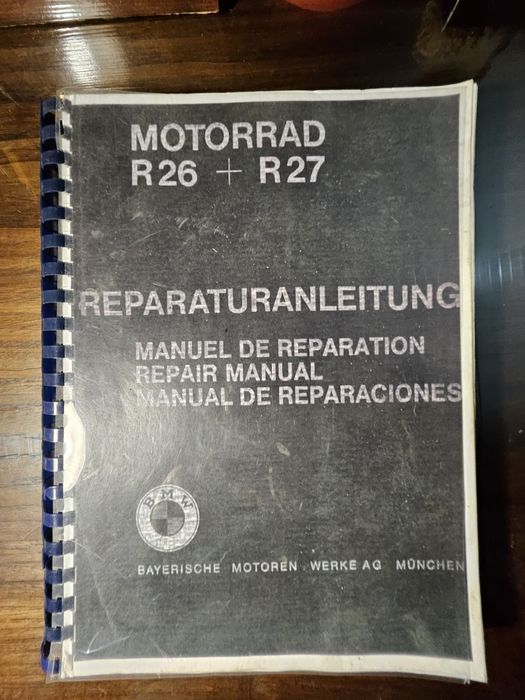 MOTORRAD
R26 + R27
REPARATURANLEITUNG
MANUEL DE REPARATION
REPAIR MANUAL
MANUAL DE REPARACIONES
BMW
BAYERISCHE MOTOREN WERKE AG MÜNCHEN